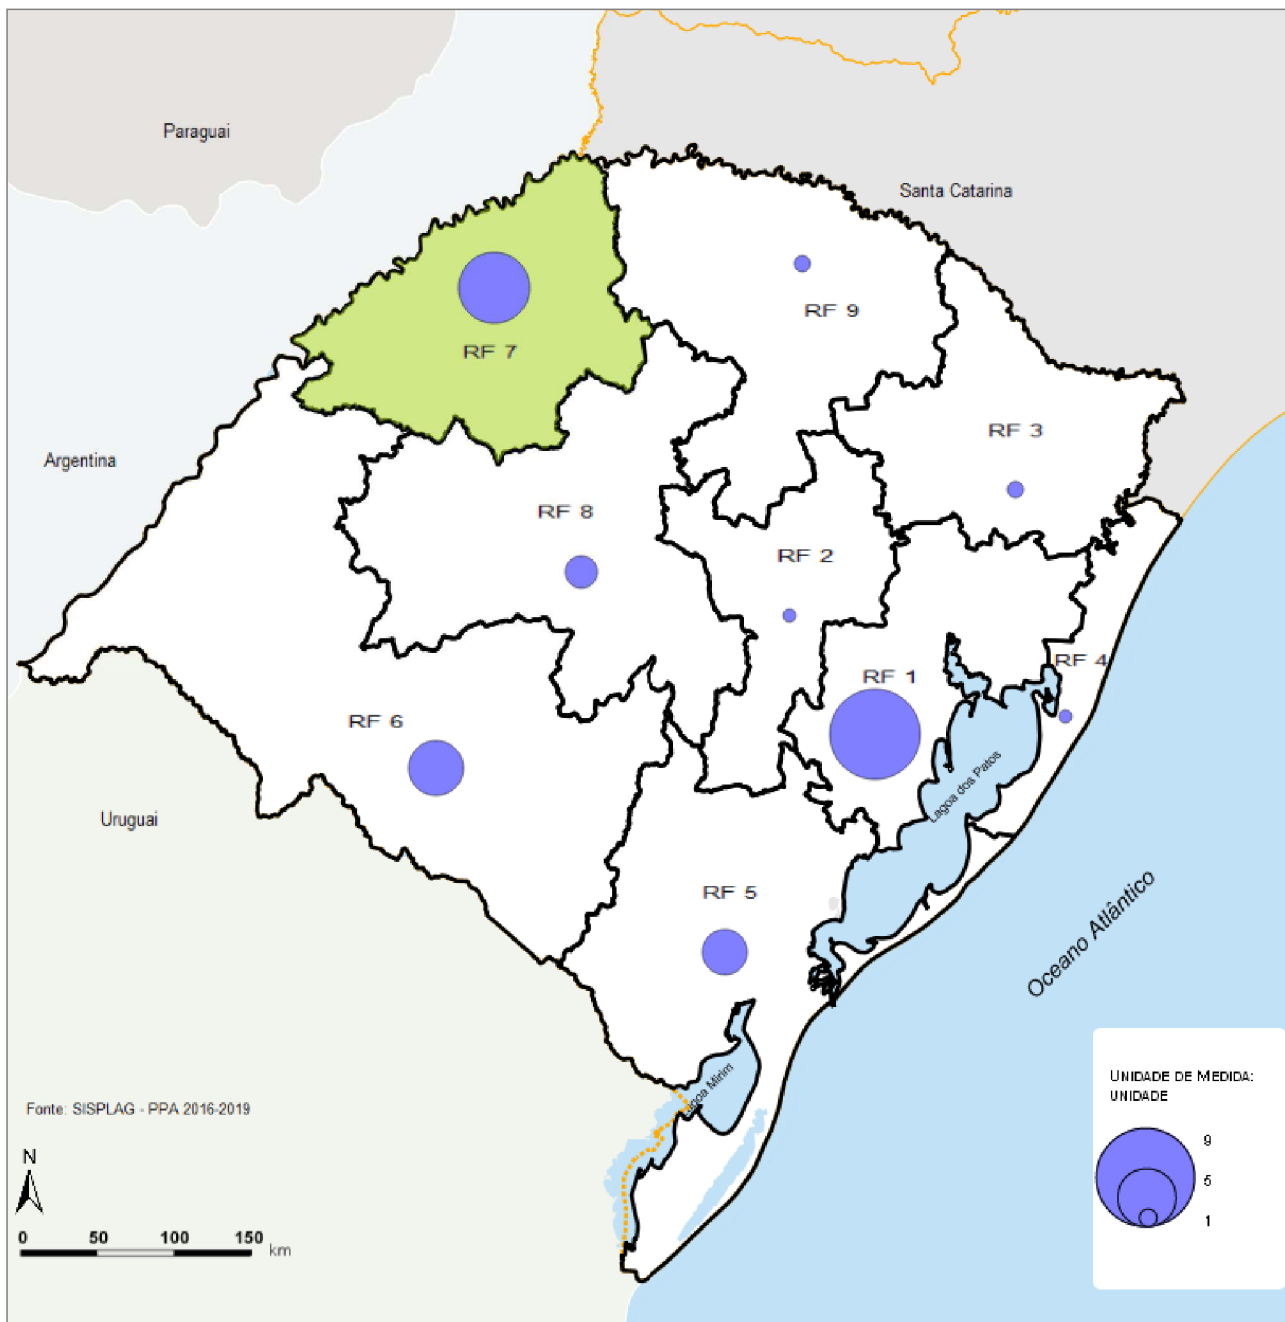 Paraguai
Santa Catarina
RF 9
RF 7
RF 3
Argentina
RF 8
RF 2
RF 4
RF 1
RF 6
Lagoa dos Patos
Uruguai
RF 5
Oceano Atlântico
Lagoa Mirim
UNIDADE DE MEDIDA:
UNIDADE
Fonte: SISPLAG - PPA 2016-2019
9
5
1
N
0 50 100 150 km